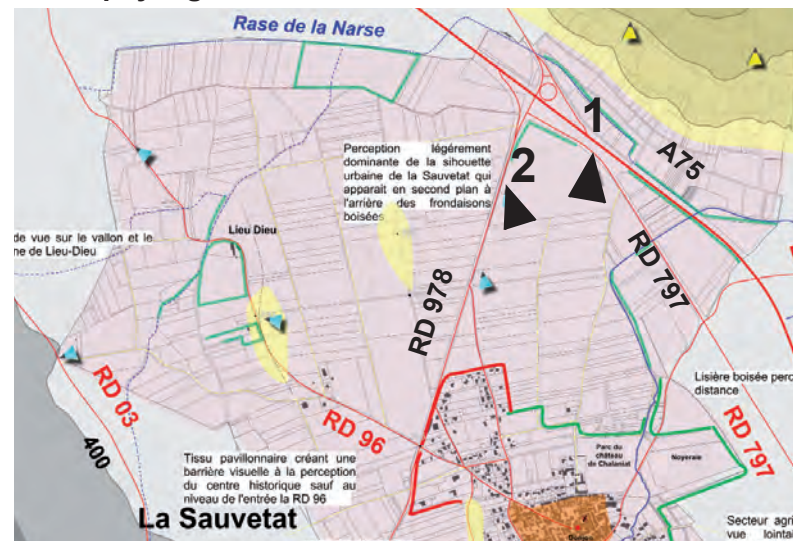 Rase de la Narse
1
A75
Perception légérement
dominante de la sihouette
urbaine de la Sauvetat qui
apparait en second plan à
l'arrière des frondaisons
boisées
2
de vue sur le vallon et le
ne de Lieu-Dieu
Lieu Dieu
RD 978
RD 797
RD 03
400
RD 96
Lisière boisée perc
distance
RD 797
Parc du
château
de Chalaniat
Noyeraie
Tissu pavillonnaire créant une
barrière visuelle à la perception
du centre historique sauf au
niveau de l'entrée la RD 96
La Sauvetat
Secteur agri
vue lointai